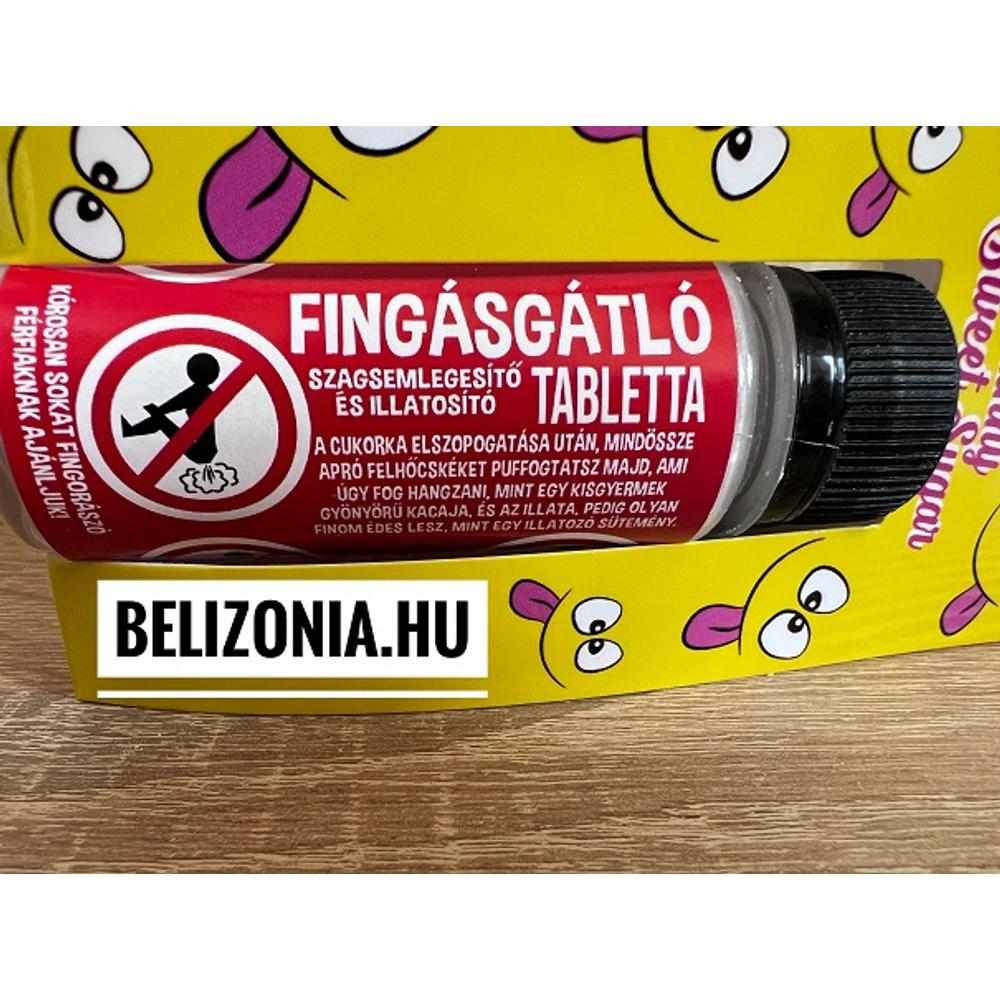 FINGÁSGÁTLÓ
SZAGSEMLEGESÍTŐ
ÉS ILLATOSÍTÓ
TABLETTA
A CUKORKA ELSZOPOGATÁSA UTÁN, MINDÖSSZE
APRÓ FELHŐCSKÉKET PUFFOGTATSZ MAJD, AMI
ÚGY FOG HANGZANI, MINT EGY KISGYERMEK
GYÖNYÖRŰ KACAJA, ÉS AZ ILLATA, PEDIG OLYAN
FINOM ÉDES LESZ, MINT EGY ILLATOZÓ SÜTEMÉNY.
KÓROSAN SOKAT FINGORÁSZÓ
FÉRFIAKNAK AJÁNLJUK!
Sweet Sugar
BELIZONIA.HU